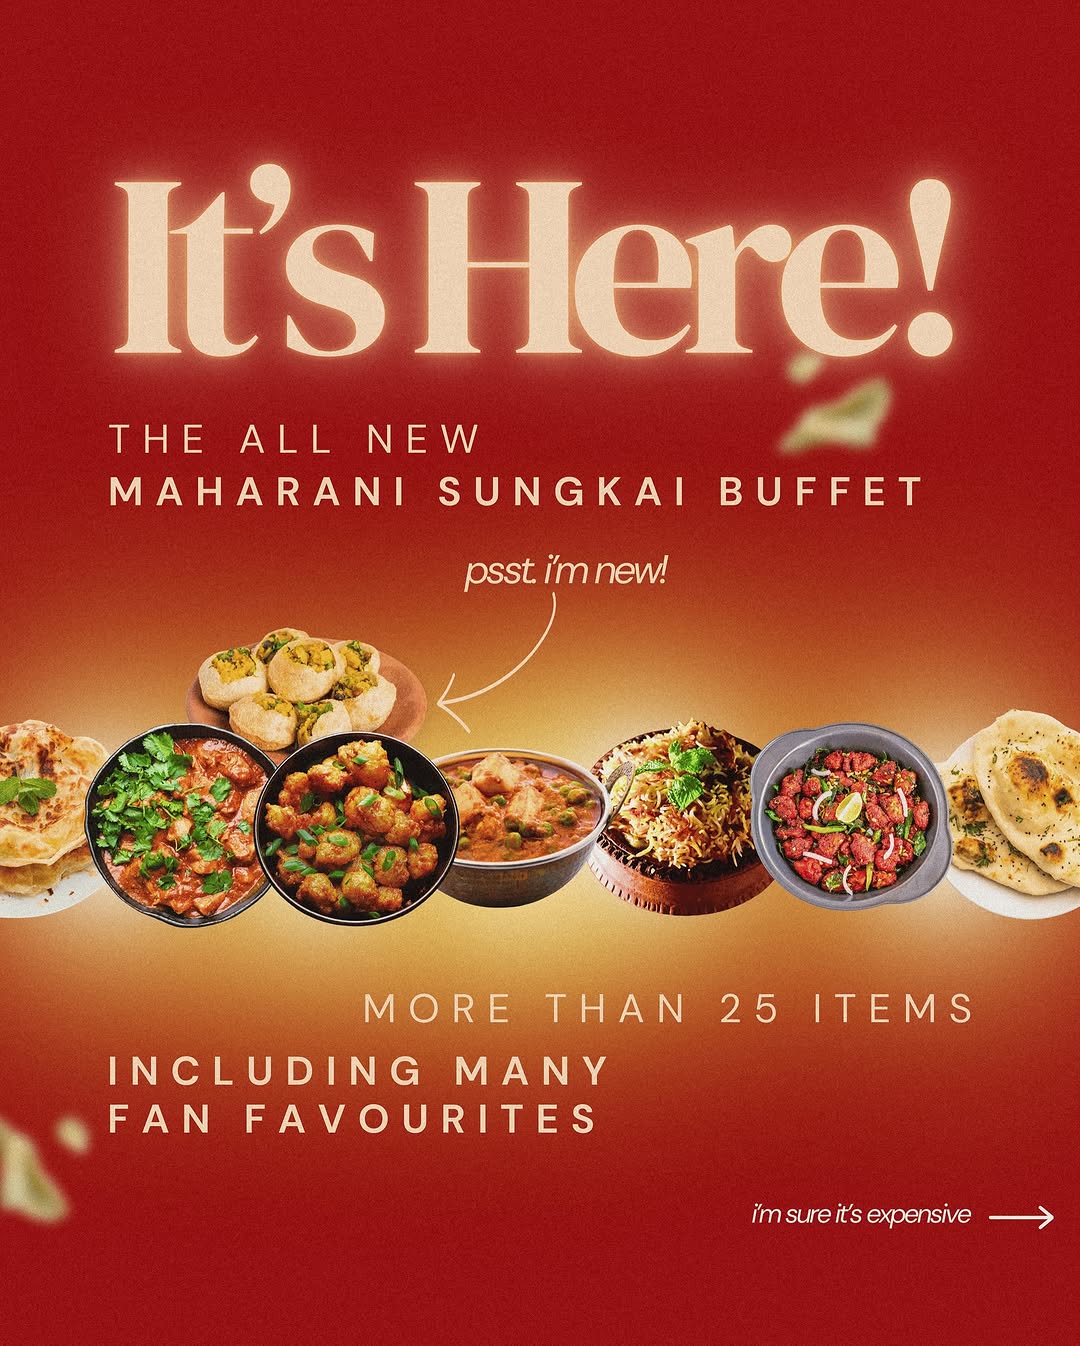 It's Here!
THE ALL NEW
MAHARANI SUNGKAI BUFFET
psst. i'm new!
MORE THAN 25 ITEMS
INCLUDING MANY
FAN FAVOURITES
i'm sure it's expensive